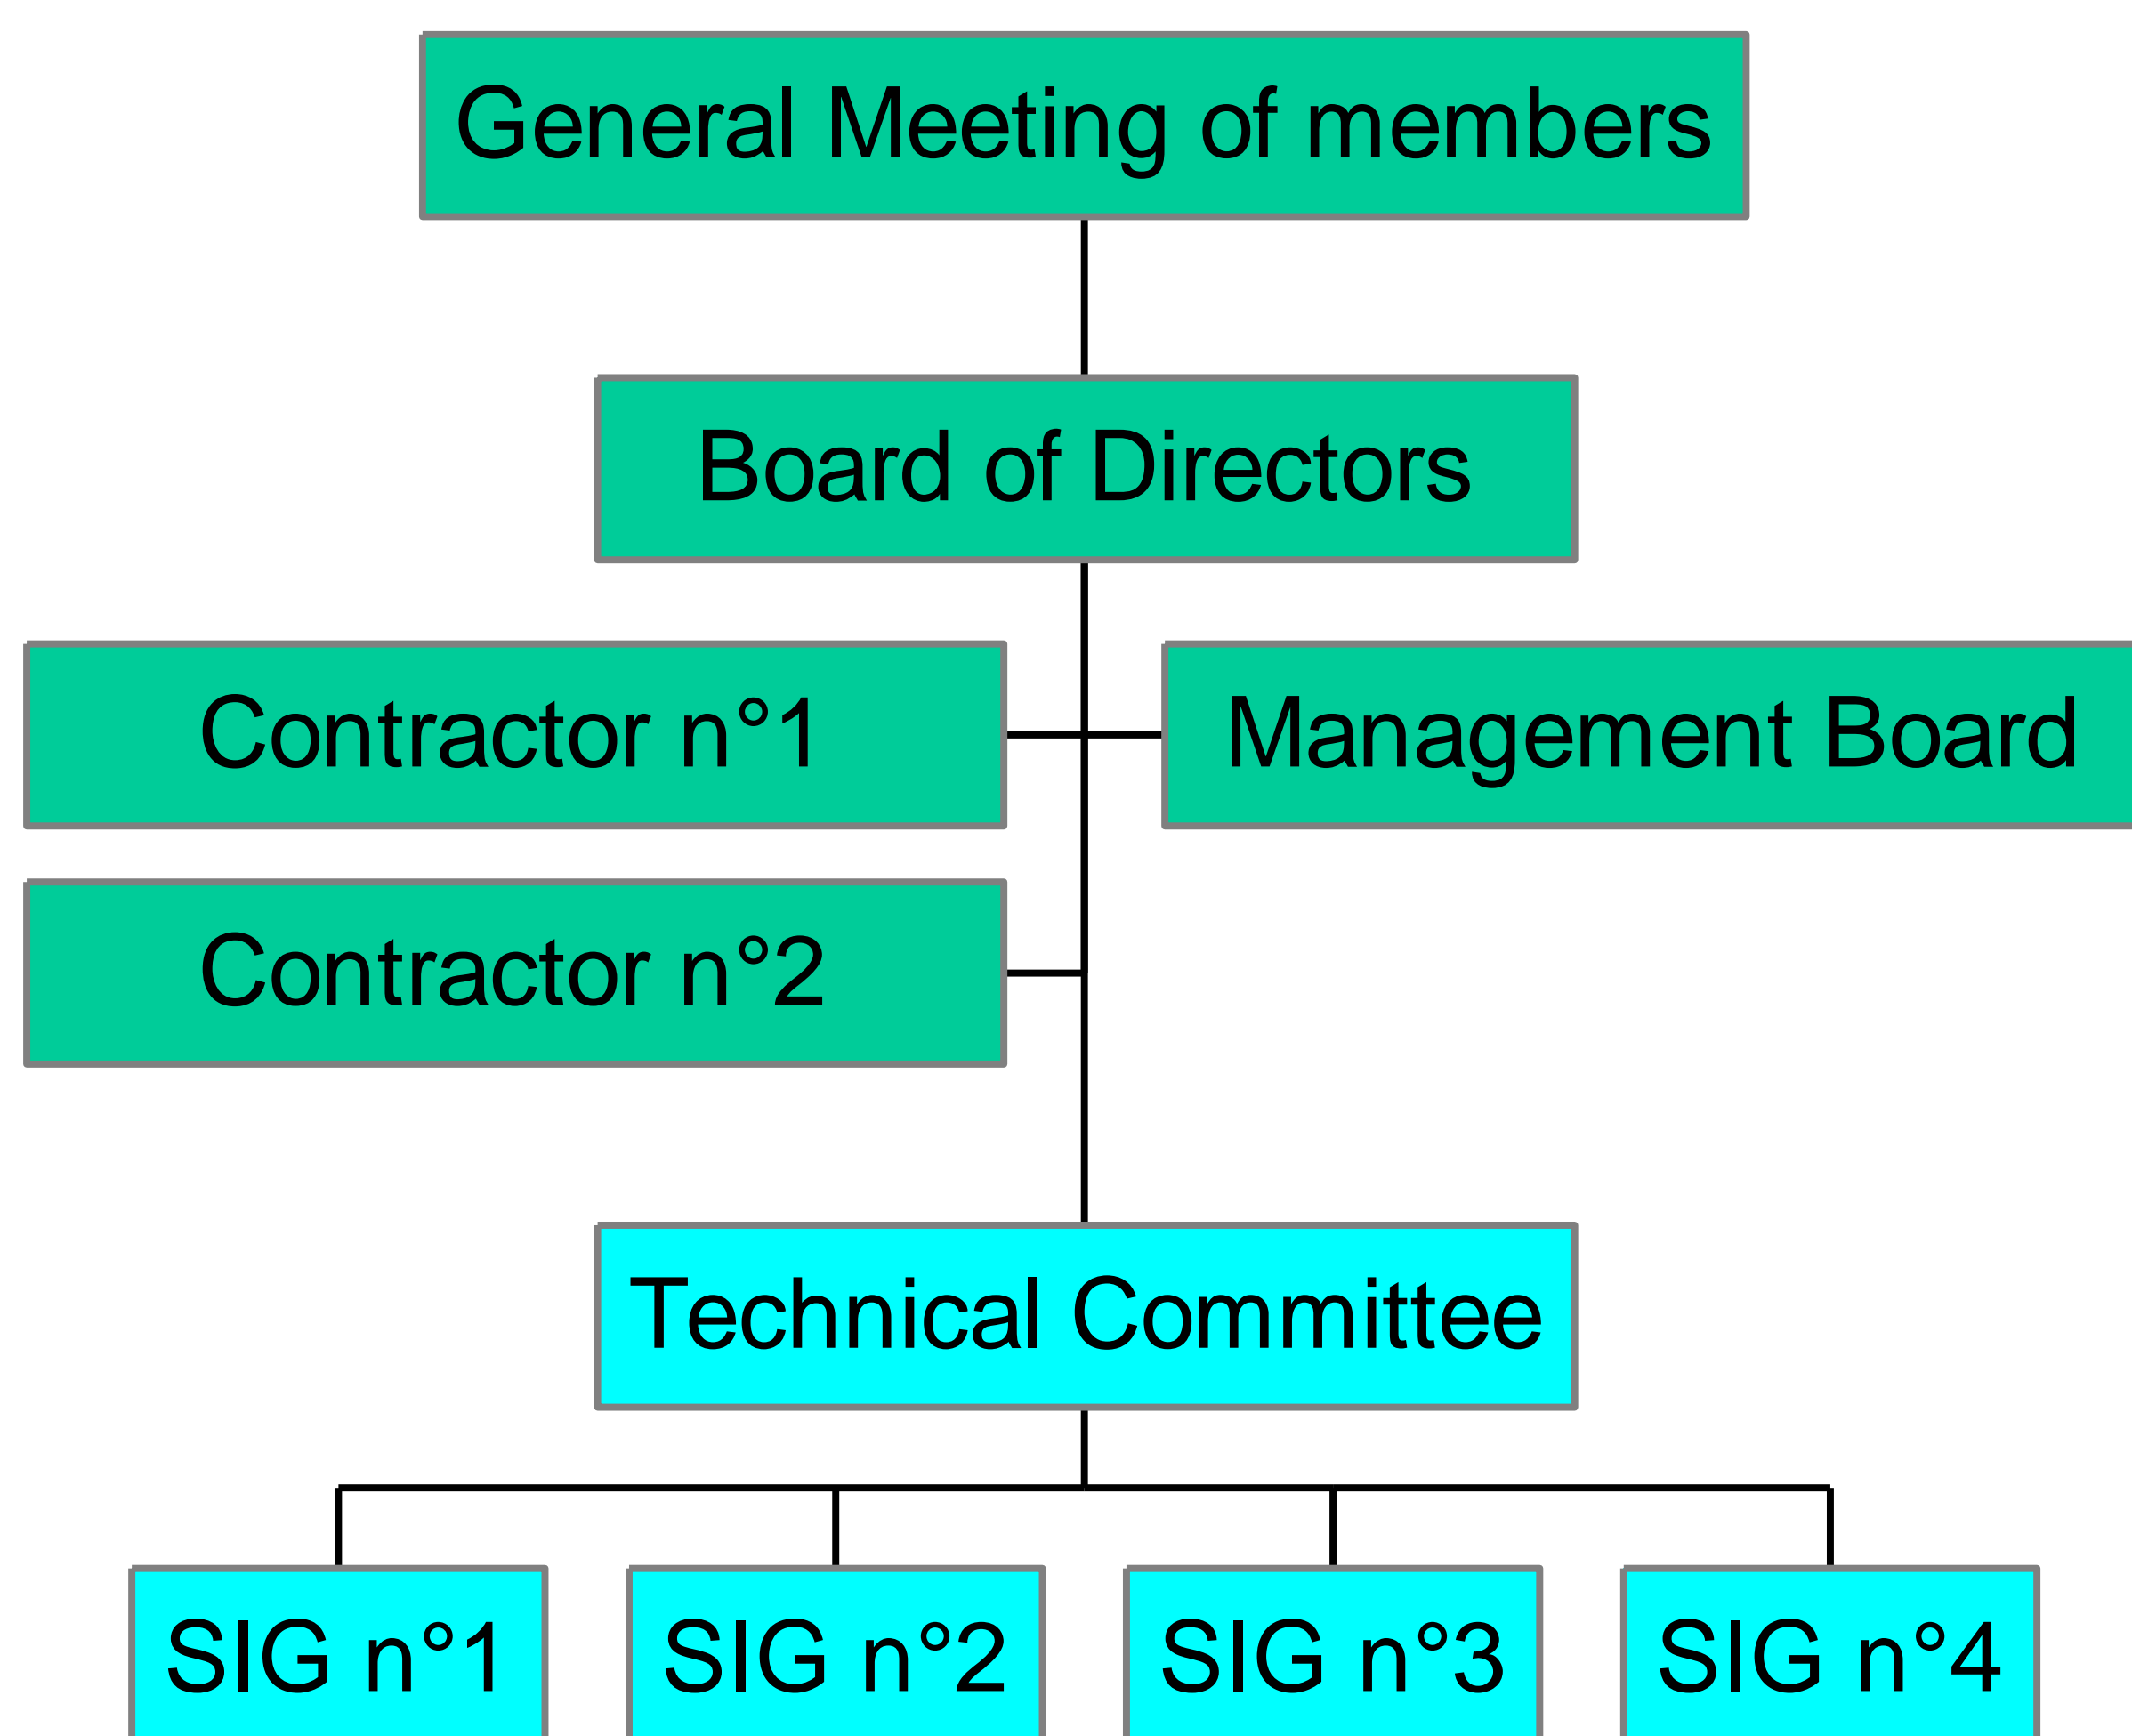 General Meeting of members
Board of Directors
Contractor n°1
Management Board
Contractor n°2
Technical Committee
SIG n°1
SIG n°2
SIG n°3
SIG n°4